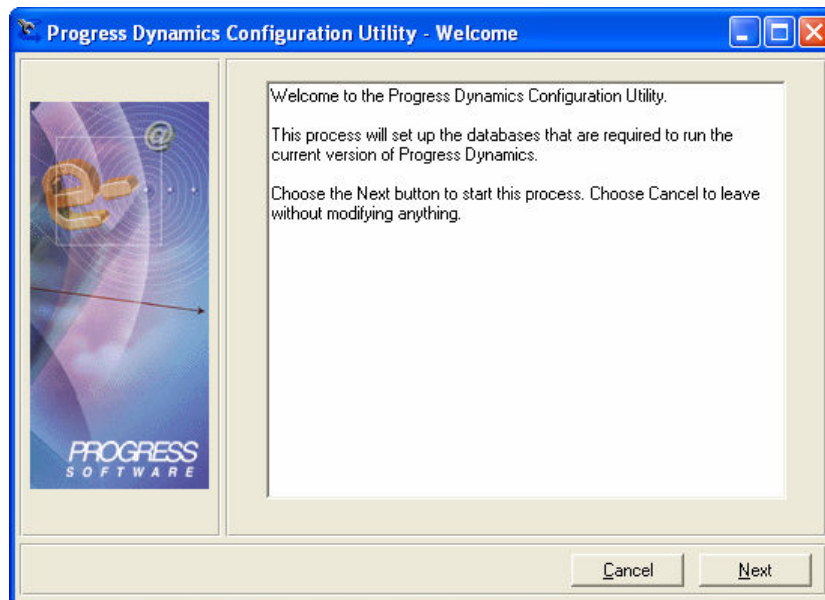 Progress Dynamics Configuration Utility - Welcome
Welcome to the Progress Dynamics Configuration Utility.
This process will set up the databases that are required to run the
current version of Progress Dynamics.
Choose the Next button to start this process. Choose Cancel to leave
without modifying anything.
@
e-
PROGRESS
SOFTWARE
Cancel
Next